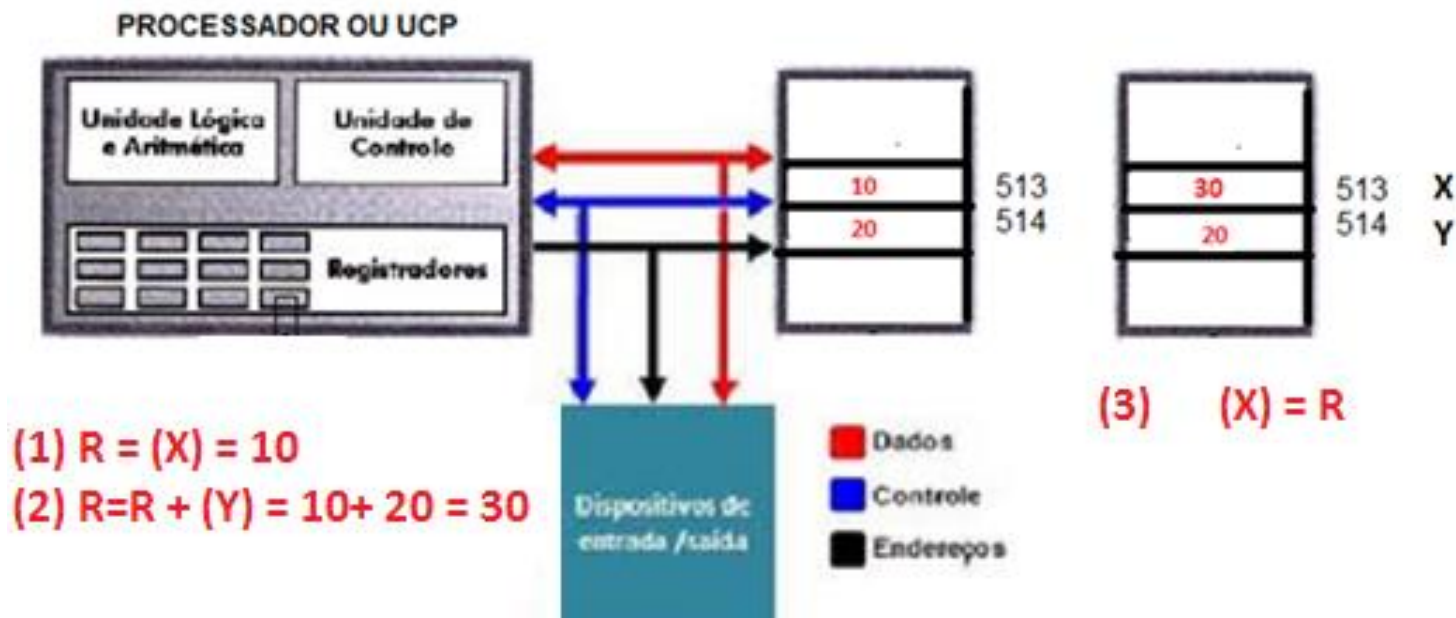 PROCESSADOR OU UCP
Unidade Lógica
e Aritmética
Unidade de
Controle
Registradores
10
20
513
514
30
20
513
514
X
Y
(1) R = (X) = 10
(2) R=R + (Y) = 10+ 20 = 30
Dispositivos de
entrada /saída
Dados
Controle
Endereços
(3) (X) = R